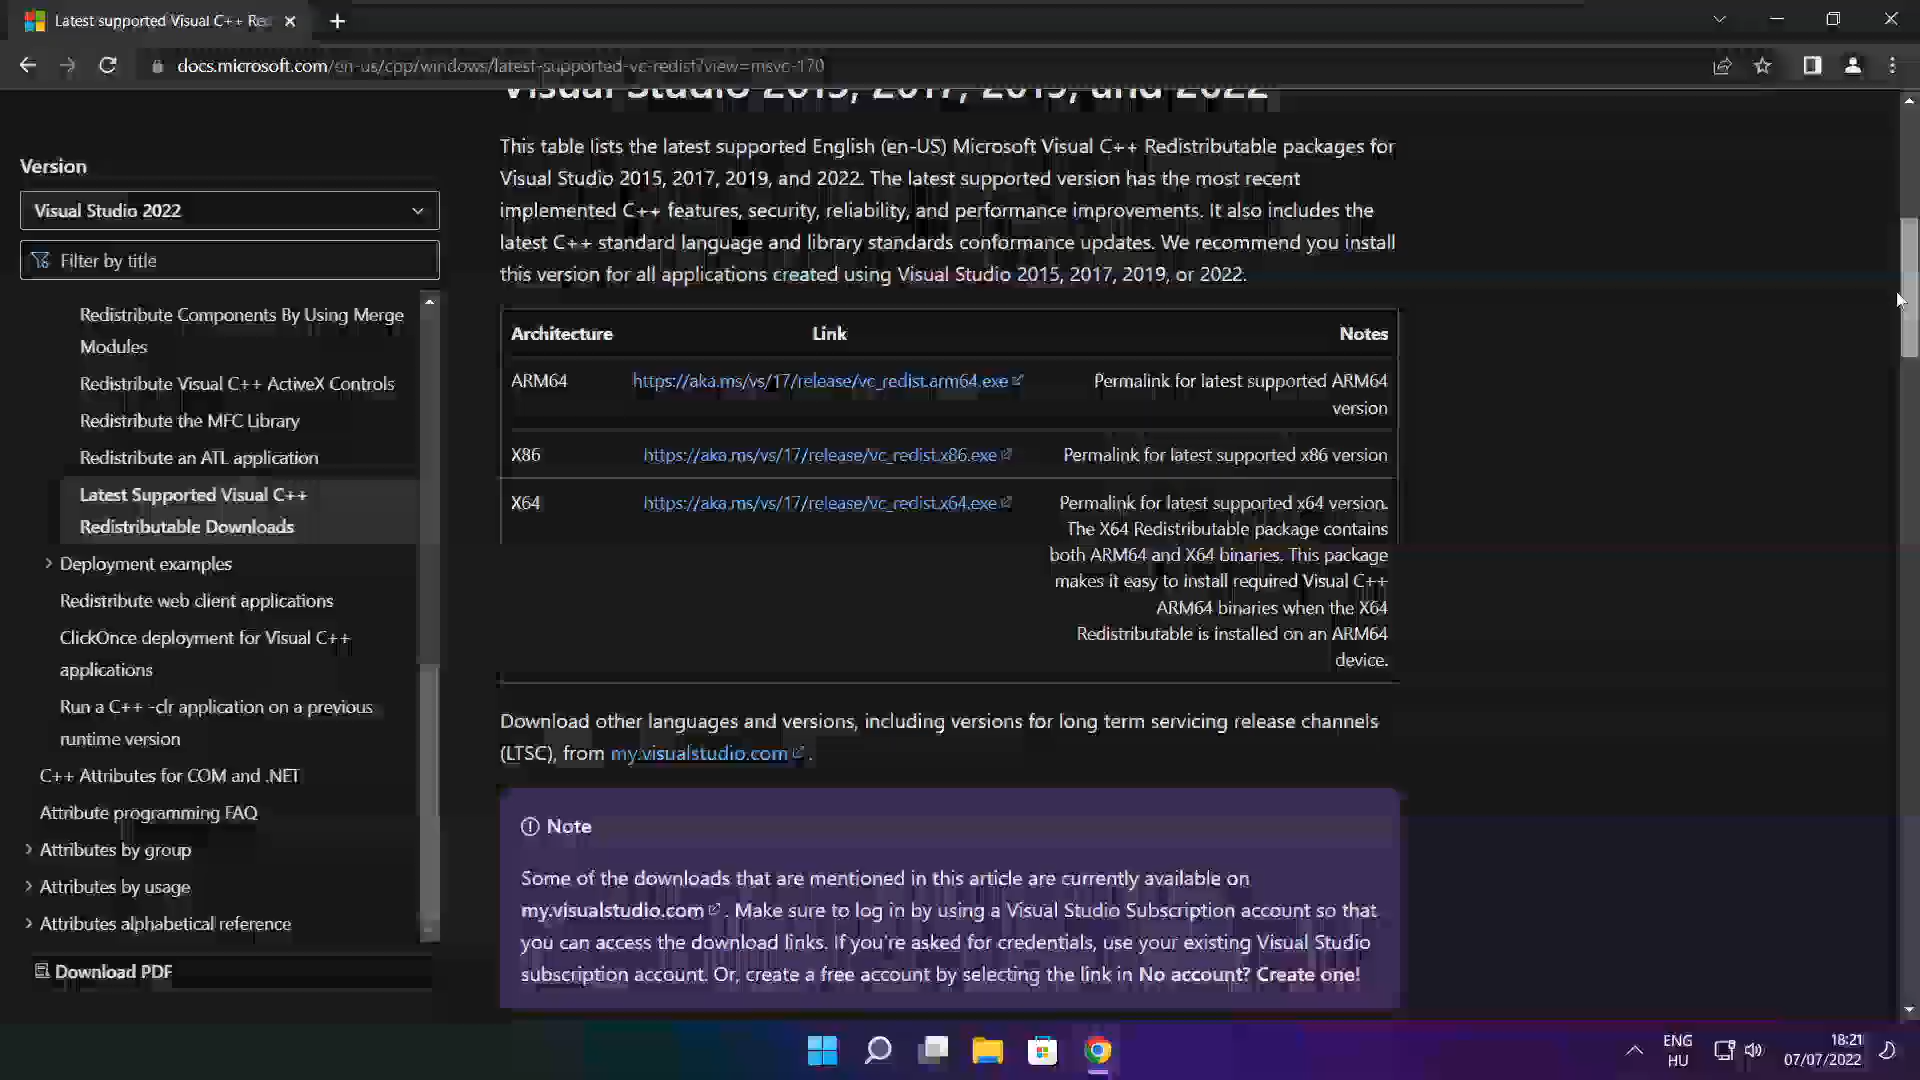 Latest supported Visual C++ Re
docs.microsoft.com/en-us/cpp/windows/latest-supported-vc-redist?view=msvc-170
Version
Visual Studio 2022
Filter by title
Redistribute Components By Using Merge
Modules
Redistribute Visual C++ ActiveX Controls
Redistribute the MFC Library
Redistribute an ATL application
Latest Supported Visual C++
Redistributable Downloads
Deployment examples
Redistribute web client applications
ClickOnce deployment for Visual C++
applications
Run a C++ -clr application on a previous
runtime version
C++ Attributes for COM and .NET
Attribute programming FAQ
Attributes by group
Attributes by usage
Attributes alphabetical reference
Download PDF
Visual Studio 2015, 2017, 2019, and 2022
This table lists the latest supported English (en-US) Microsoft Visual C++ Redistributable packages for
Visual Studio 2015, 2017, 2019, and 2022. The latest supported version has the most recent
implemented C++ features, security, reliability, and performance improvements. It also includes the
latest C++ standard language and library standards conformance updates. We recommend you install
this version for all applications created using Visual Studio 2015, 2017, 2019, or 2022.
Architecture Link Notes
ARM64 https://aka.ms/vs/17/release/vc_redist.arm64.exe Permalink for latest supported ARM64
version
X86 https://aka.ms/vs/17/release/vc_redist.x86.exe Permalink for latest supported x86 version
X64 https://aka.ms/vs/17/release/vc_redist.x64.exe Permalink for latest supported x64 version.
The X64 Redistributable package contains
both ARM64 and X64 binaries. This package
makes it easy to install required Visual C++
ARM64 binaries when the X64
Redistributable is installed on an ARM64
device.
Download other languages and versions, including versions for long term servicing release channels
(LTSC), from my.visualstudio.com .
Note
Some of the downloads that are mentioned in this article are currently available on
my.visualstudio.com . Make sure to log in by using a Visual Studio Subscription account so that
you can access the download links. If you're asked for credentials, use your existing Visual Studio
subscription account. Or, create a free account by selecting the link in No account? Create one!
ENG
HU
18:21
07/07/2022